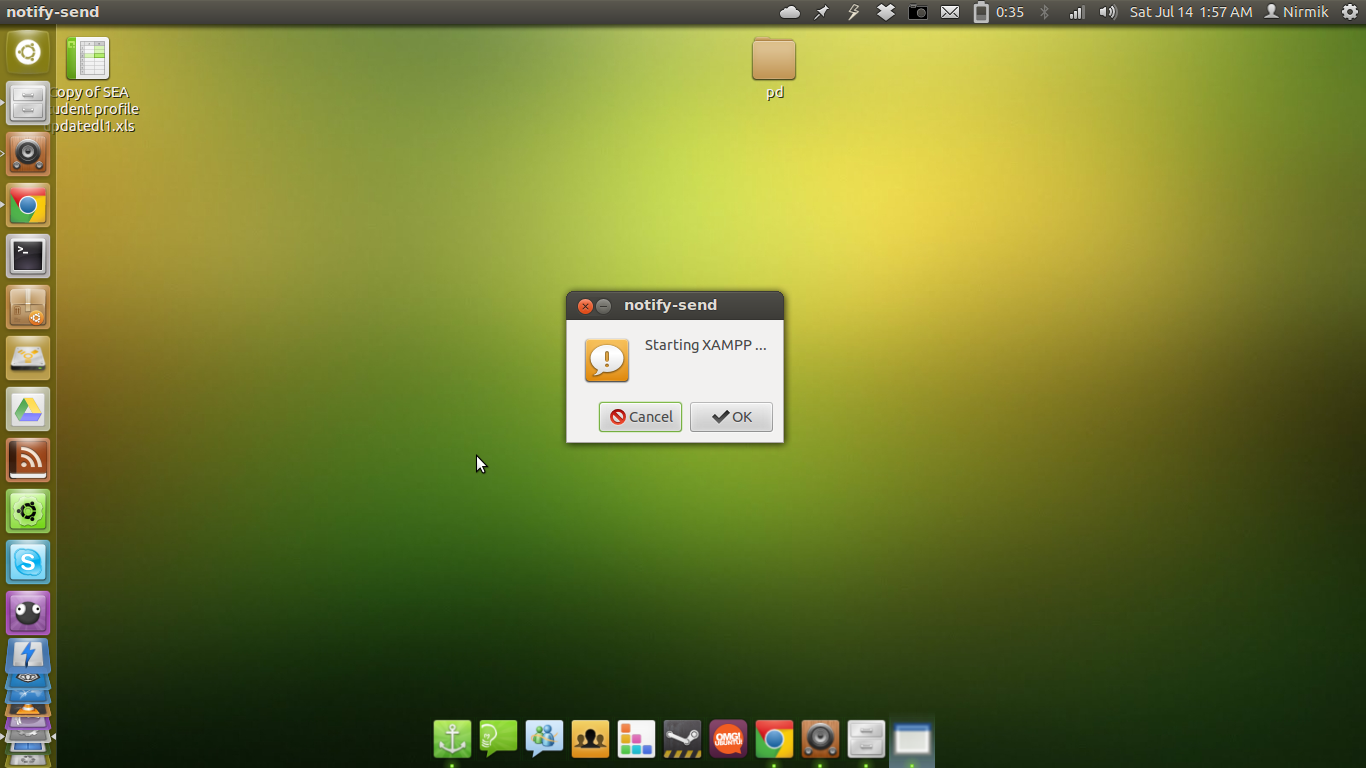 notify-send
0:35
Sat Jul 14 1:57 AM
Nirmik
Copy of SEA
udent profile
pdatedl1.xls
pd
notify-send
Starting XAMPP ...
Cancel
OK
>_
S
OMG!
UBUNTU!